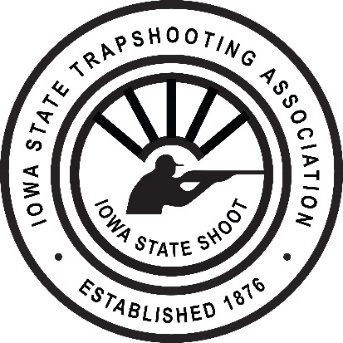 IOWA STATE TRAPSHOOTING ASSOCIATION
IOWA STATE SHOOT
ESTABLISHED 1876